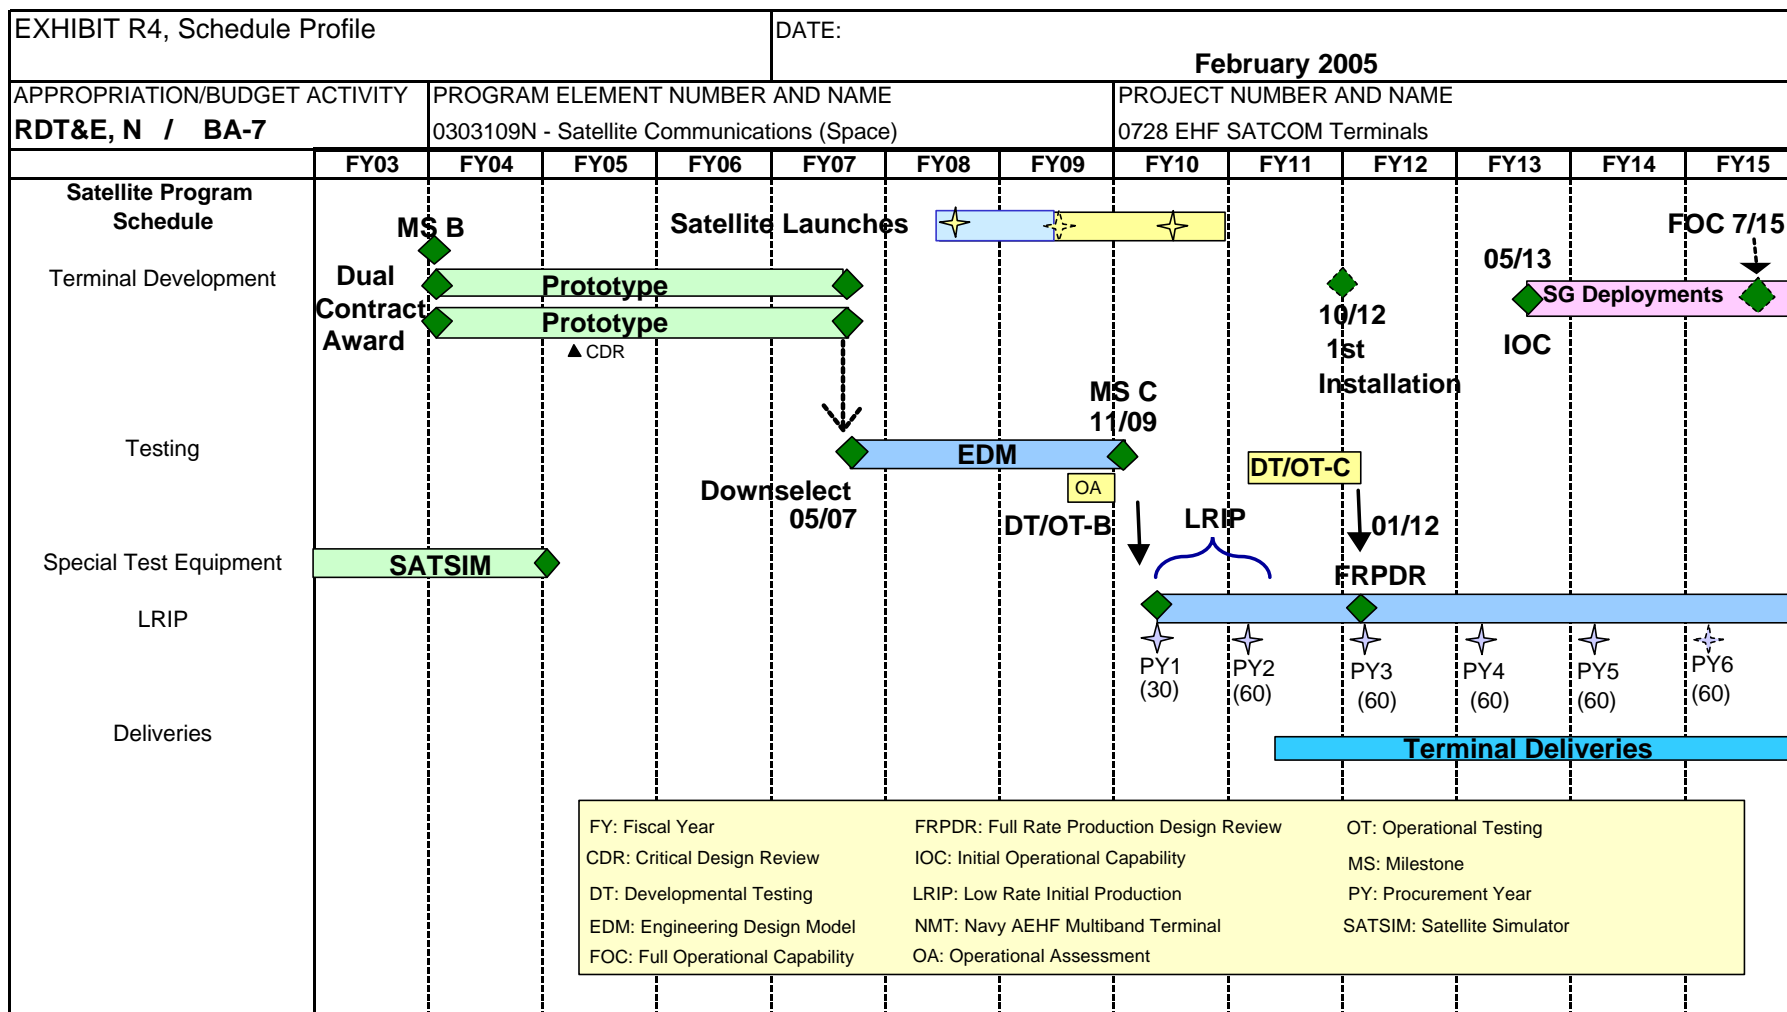 EXHIBIT R4, Schedule Profile
DATE:
February 2005
APPROPRIATION/BUDGET ACTIVITY
PROGRAM ELEMENT NUMBER AND NAME
PROJECT NUMBER AND NAME
RDT&E, N / BA-7
0303109N - Satellite Communications (Space)
0728 EHF SATCOM Terminals
FY03 FY04 FY05 FY06 FY07 FY08 FY09 FY10 FY11 FY12 FY13 FY14 FY15
Satellite Program
Schedule
MS B
Satellite Launches
FOC 7/15
Terminal Development
Dual
Contract
Award
Prototype
Prototype
CDR
05/13
SG Deployments
IOC
10/12
1st
Installation
MS C
11/09
Testing
EDM
DT/OT-C
OA
Downselect
05/07
DT/OT-B
LRIP
01/12
Special Test Equipment
SATSIM
FRPDR
LRIP
PY1
(30)
PY2
(60)
PY3
(60)
PY4
(60)
PY5
(60)
PY6
(60)
Deliveries
Terminal Deliveries
FY: Fiscal Year
FRPDR: Full Rate Production Design Review
OT: Operational Testing
CDR: Critical Design Review
IOC: Initial Operational Capability
MS: Milestone
DT: Developmental Testing
LRIP: Low Rate Initial Production
PY: Procurement Year
EDM: Engineering Design Model
NMT: Navy AEHF Multiband Terminal
SATSIM: Satellite Simulator
FOC: Full Operational Capability
OA: Operational Assessment